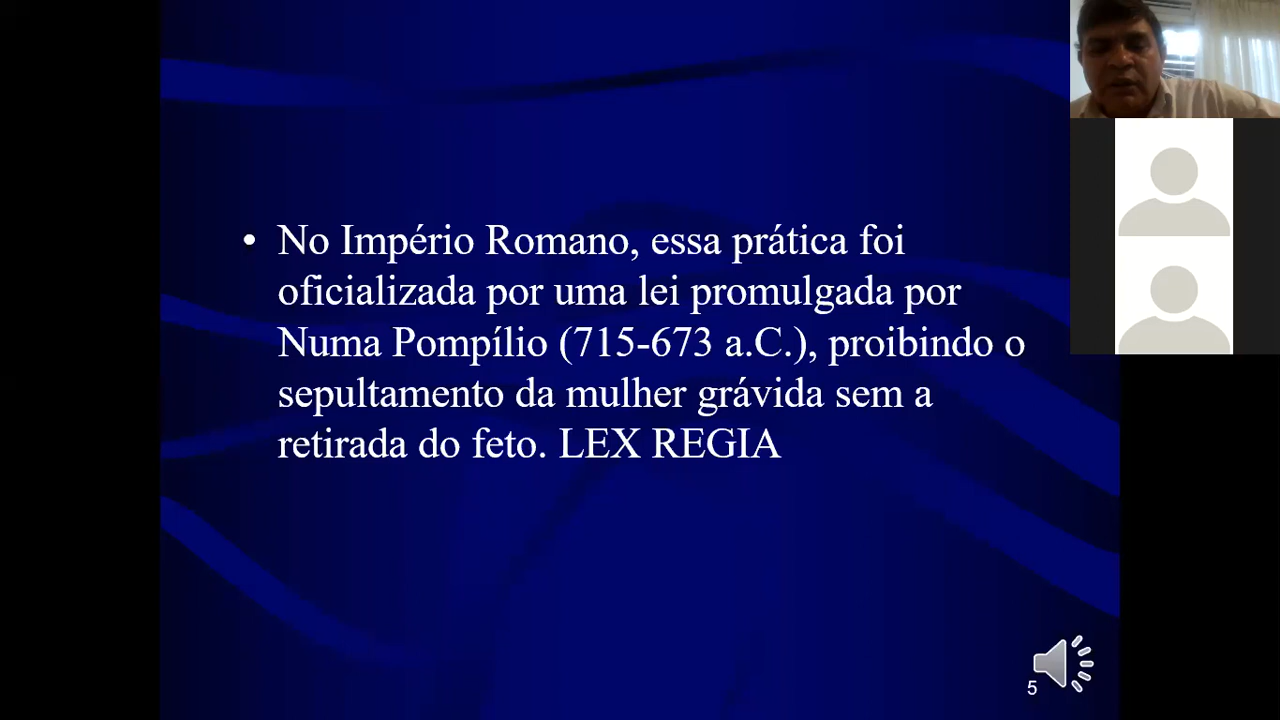 • No Império Romano, essa prática foi
oficializada por uma lei promulgada por
Numa Pompílio (715-673 a.C.), proibindo o
sepultamento da mulher grávida sem a
retirada do feto. LEX REGIA
5